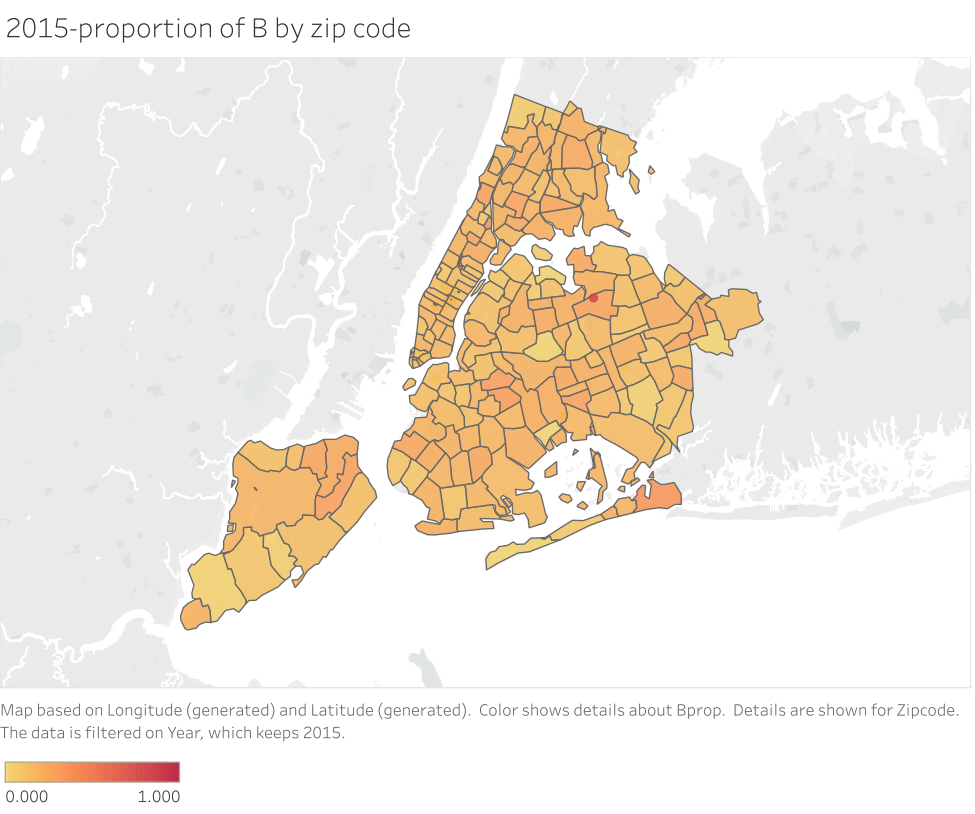 2015-proportion of B by zip code
Map based on Longitude (generated) and Latitude (generated).  Color shows details about Bprop.  Details are shown for Zipcode.
The data is filtered on Year, which keeps 2015.
0.000 1.000